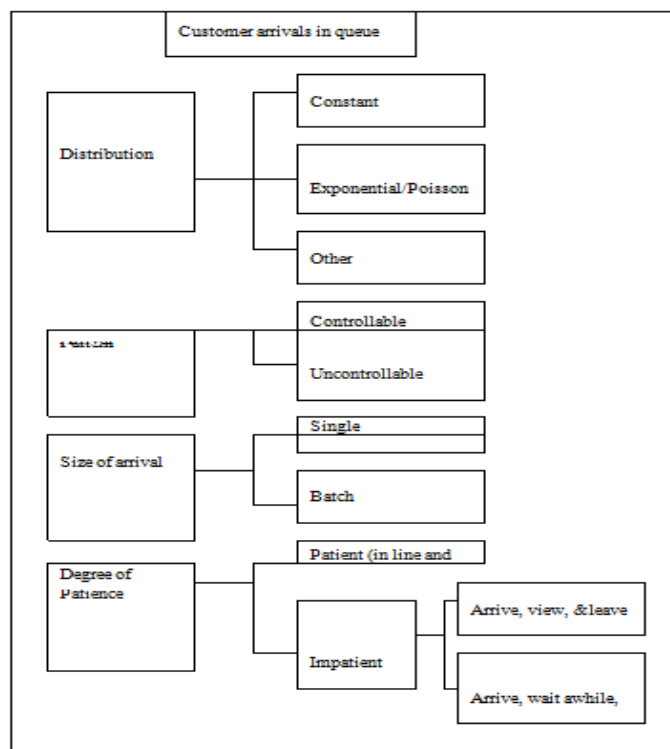 Customer arrivals in queue
Constant
Distribution
Exponential/Poisson
Other
Controllable
Uncontrollable
Single
Size of arrival
Batch
Patient (in line and
Degree of
Patience
Arrive, view, &leave
Impatient
Arrive, wait awhile,